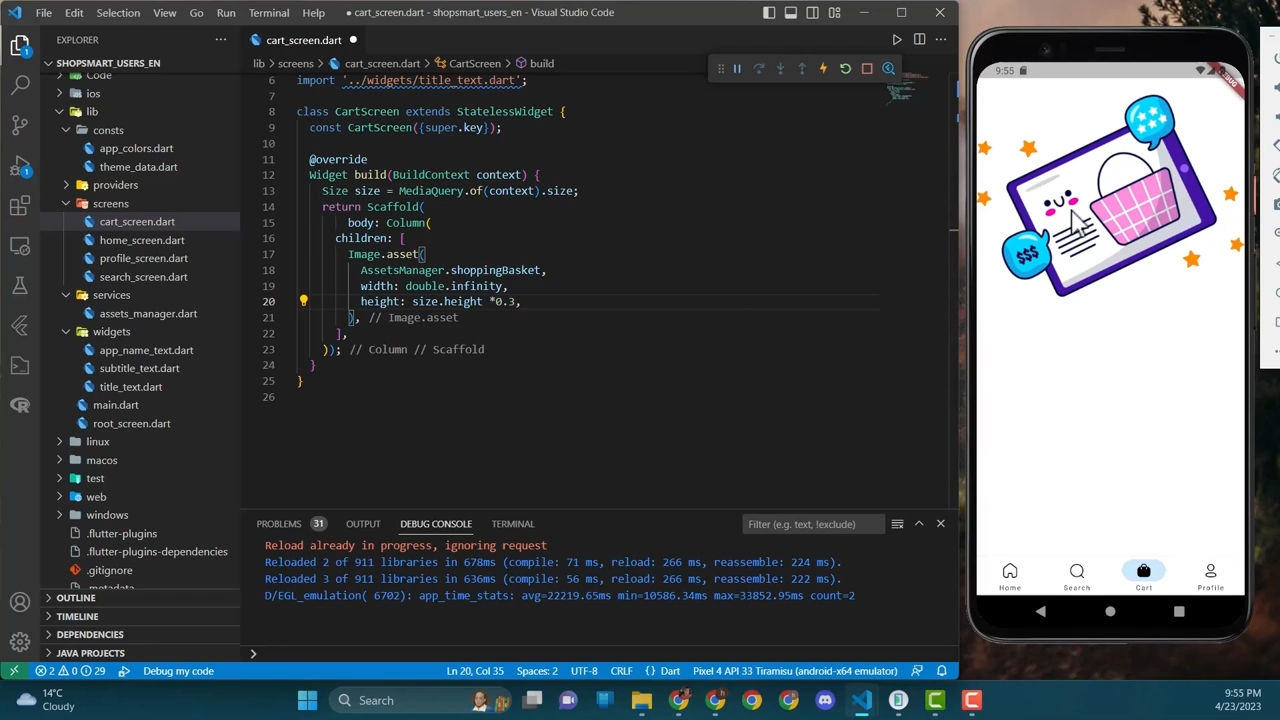 File Edit Selection View Go Run Terminal Help
● cart_screen.dart - shopsmart_users_en - Visual Studio Code
EXPLORER ···
SHOPSMART_USERS_EN
Code
ios
lib
consts
app_colors.dart
theme_data.dart
providers
screens
cart_screen.dart
home_screen.dart
profile_screen.dart
search_screen.dart
services
assets_manager.dart
widgets
app_name_text.dart
subtitle_text.dart
title_text.dart
main.dart
root_screen.dart
linux
macos
test
web
windows
.flutter-plugins
.flutter-plugins-dependencies
.gitignore
metadata
OUTLINE
TIMELINE
DEPENDENCIES
JAVA PROJECTS
1
1
cart_screen.dart ●
lib > screens > cart_screen.dart > CartScreen > build
6 import '../widgets/title_text.dart';
7
8 class CartScreen extends StatelessWidget {
9 const CartScreen({super.key});
10
11 @override
12 Widget build(BuildContext context) {
13 Size size = MediaQuery.of(context).size;
14 return Scaffold(
15 body: Column(
16 children: [
17 Image.asset(
18 AssetsManager.shoppingBasket,
19 width: double.infinity,
20 height: size.height *0.3,
21 ), // Image.asset
22 ],
23 )); // Column // Scaffold
24 }
25 }
26
PROBLEMS 31 OUTPUT DEBUG CONSOLE TERMINAL
Filter (e.g. text, !exclude)
Reload already in progress, ignoring request
Reloaded 2 of 911 libraries in 678ms (compile: 71 ms, reload: 266 ms, reassemble: 224 ms).
Reloaded 3 of 911 libraries in 636ms (compile: 56 ms, reload: 266 ms, reassemble: 222 ms).
D/EGL_emulation( 6702): app_time_stats: avg=22219.65ms min=10586.34ms max=33852.95ms count=2
>
2 0 29 Debug my code
Ln 20, Col 35 Spaces: 2 UTF-8 CRLF {} Dart Pixel 4 API 33 Tiramisu (android-x64 emulator)
9:55
$$$
Home Search Cart Profile
14°C
Cloudy
Search
9:55 PM
4/23/2023